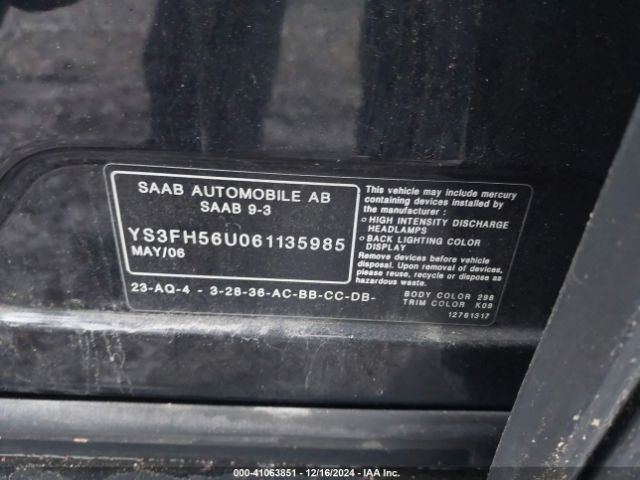 SAAB AUTOMOBILE AB
SAAB 9-3
YS3FH56U061135985
MAY/06
23-AQ-4 - 3-28-36-AC-BB-CC-DB-
This vehicle may include mercury
containing devices installed by
the manufacturer:
o HIGH INTENSITY DISCHARGE
HEADLAMPS
o BACK LIGHTING COLOR
DISPLAY
Remove devices before vehicle
disposal. Upon removal of devices,
please reuse, recycle or dispose as
hazardous waste.
BODY COLOR 298
TRIM COLOR K09
12761317
000-41063851 - 12/16/2024 - IAA Inc.